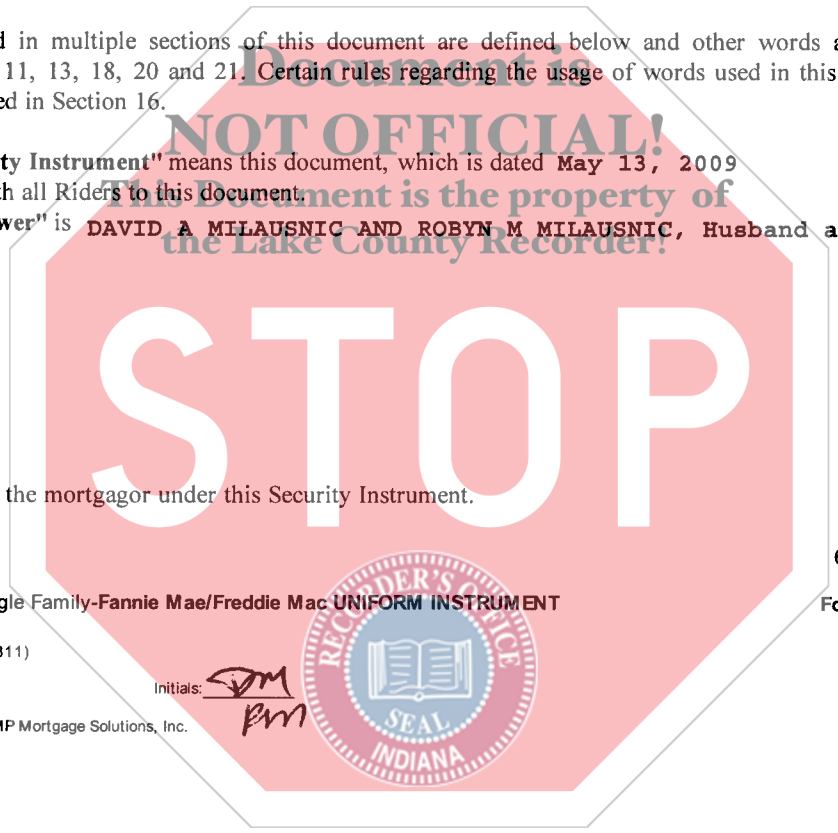 d in multiple sections of this document are defined below and other words a
11, 13, 18, 20 and 21. Certain rules regarding the usage of words used in this
ed in Section 16.
Document is
NOT OFFICIAL!
This Document is the property of
the Lake County Recorder!
ty Instrument" means this document, which is dated May 13, 2009
th all Riders to this document.
wer" is DAVID A MILAUSNIC AND ROBYN M MILAUSNIC, Husband a
STOP
the mortgagor under this Security Instrument.
gle Family-Fannie Mae/Freddie Mac UNIFORM INSTRUMENT
Fo
311)
Initials: DM
RM
MP Mortgage Solutions, Inc.
RECORDER'S OFFICE
SEAL
INDIANA